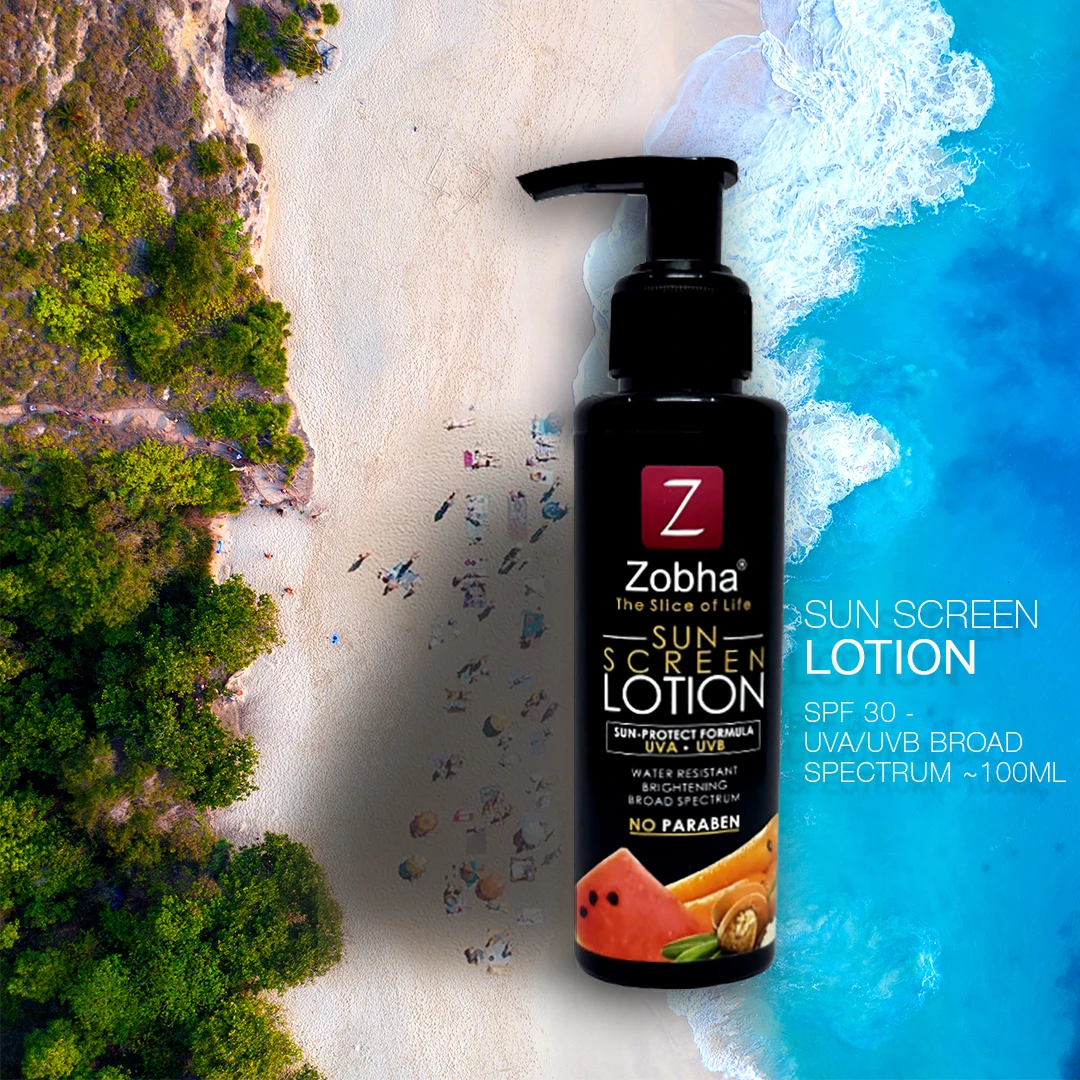 Z
Zobha®
The Slice of Life
SUN
SCREEN
LOTION
SUN-PROTECT FORMULA
UVA • UVB
WATER RESISTANT
BRIGHTENING
BROAD SPECTRUM
NO PARABEN
SUN SCREEN
LOTION
SPF 30 -
UVA/UVB BROAD
SPECTRUM ~100ML